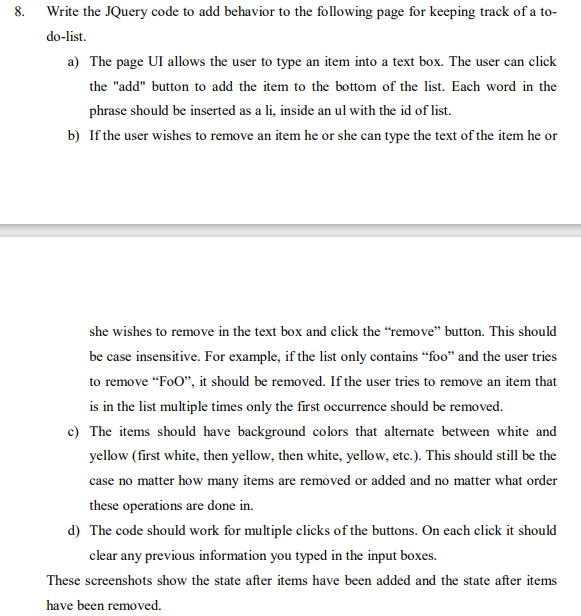 8. Write the JQuery code to add behavior to the following page for keeping track of a to-
do-list.
a) The page UI allows the user to type an item into a text box. The user can click
the "add" button to add the item to the bottom of the list. Each word in the
phrase should be inserted as a li, inside an ul with the id of list.
b) If the user wishes to remove an item he or she can type the text of the item he or
she wishes to remove in the text box and click the “remove” button. This should
be case insensitive. For example, if the list only contains “foo” and the user tries
to remove “FoO”, it should be removed. If the user tries to remove an item that
is in the list multiple times only the first occurrence should be removed.
c) The items should have background colors that alternate between white and
yellow (first white, then yellow, then white, yellow, etc.). This should still be the
case no matter how many items are removed or added and no matter what order
these operations are done in.
d) The code should work for multiple clicks of the buttons. On each click it should
clear any previous information you typed in the input boxes.
These screenshots show the state after items have been added and the state after items
have been removed.